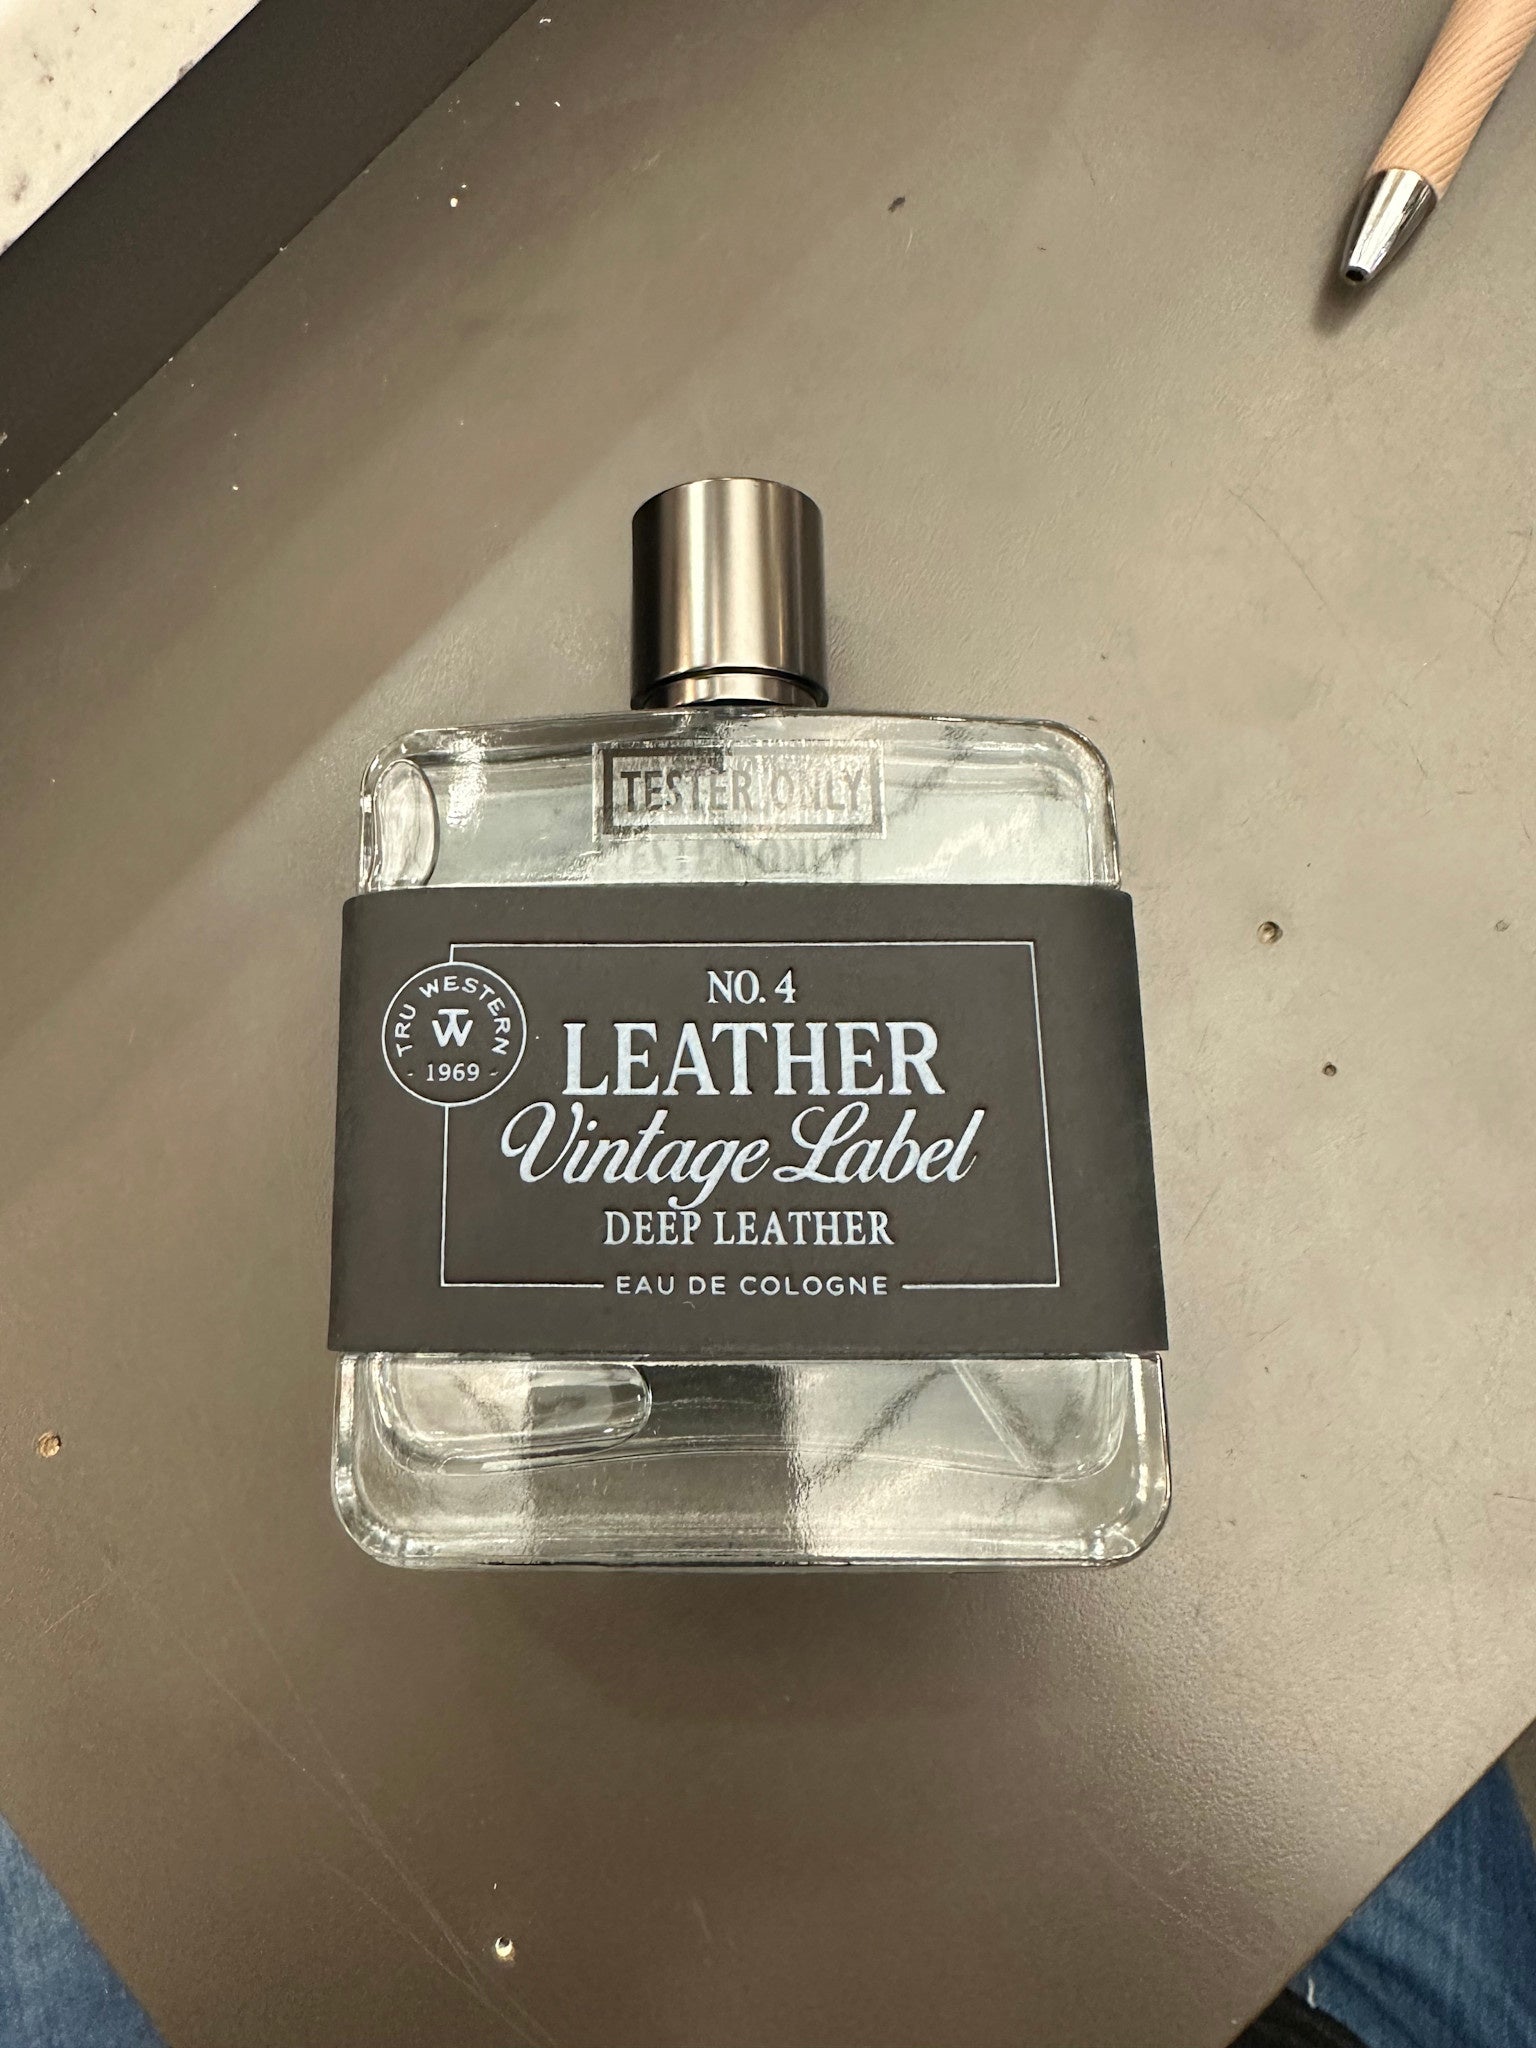 TESTER ONLY
TRU WESTERN
TW
- 1969 -
NO. 4
LEATHER
Vintage Label
DEEP LEATHER
EAU DE COLOGNE